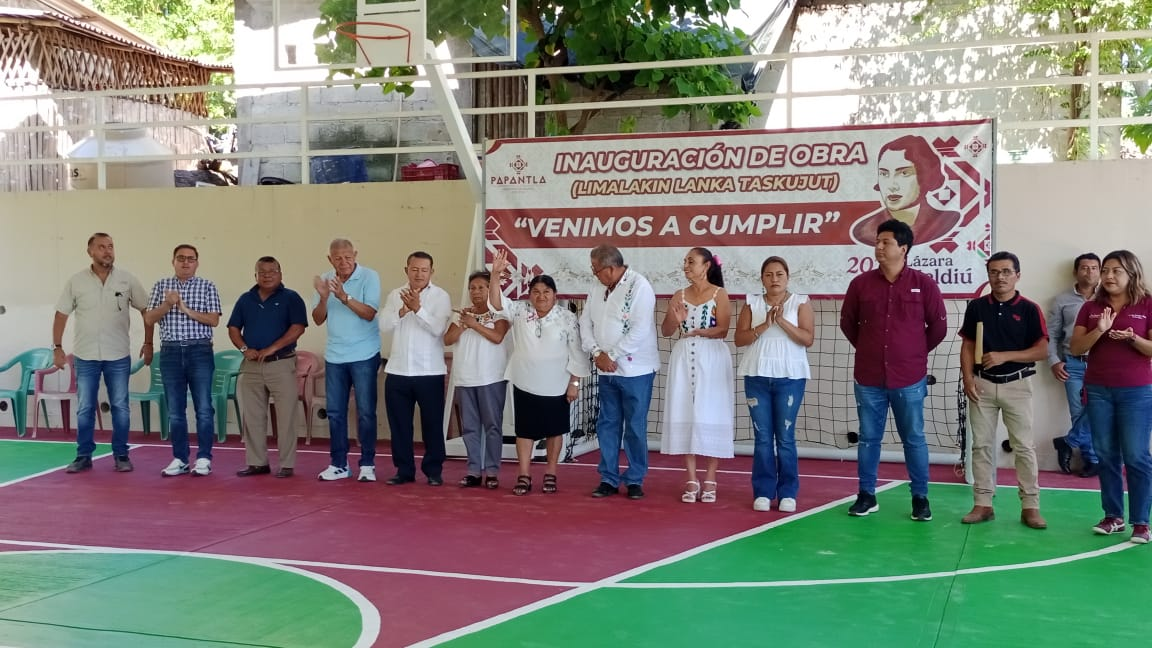 PAPANTLA
INAUGURACIÓN DE OBRA
(LIMALAKIN LANKA TASKUJUT)
“VENIMOS A CUMPLIR”
Lázara